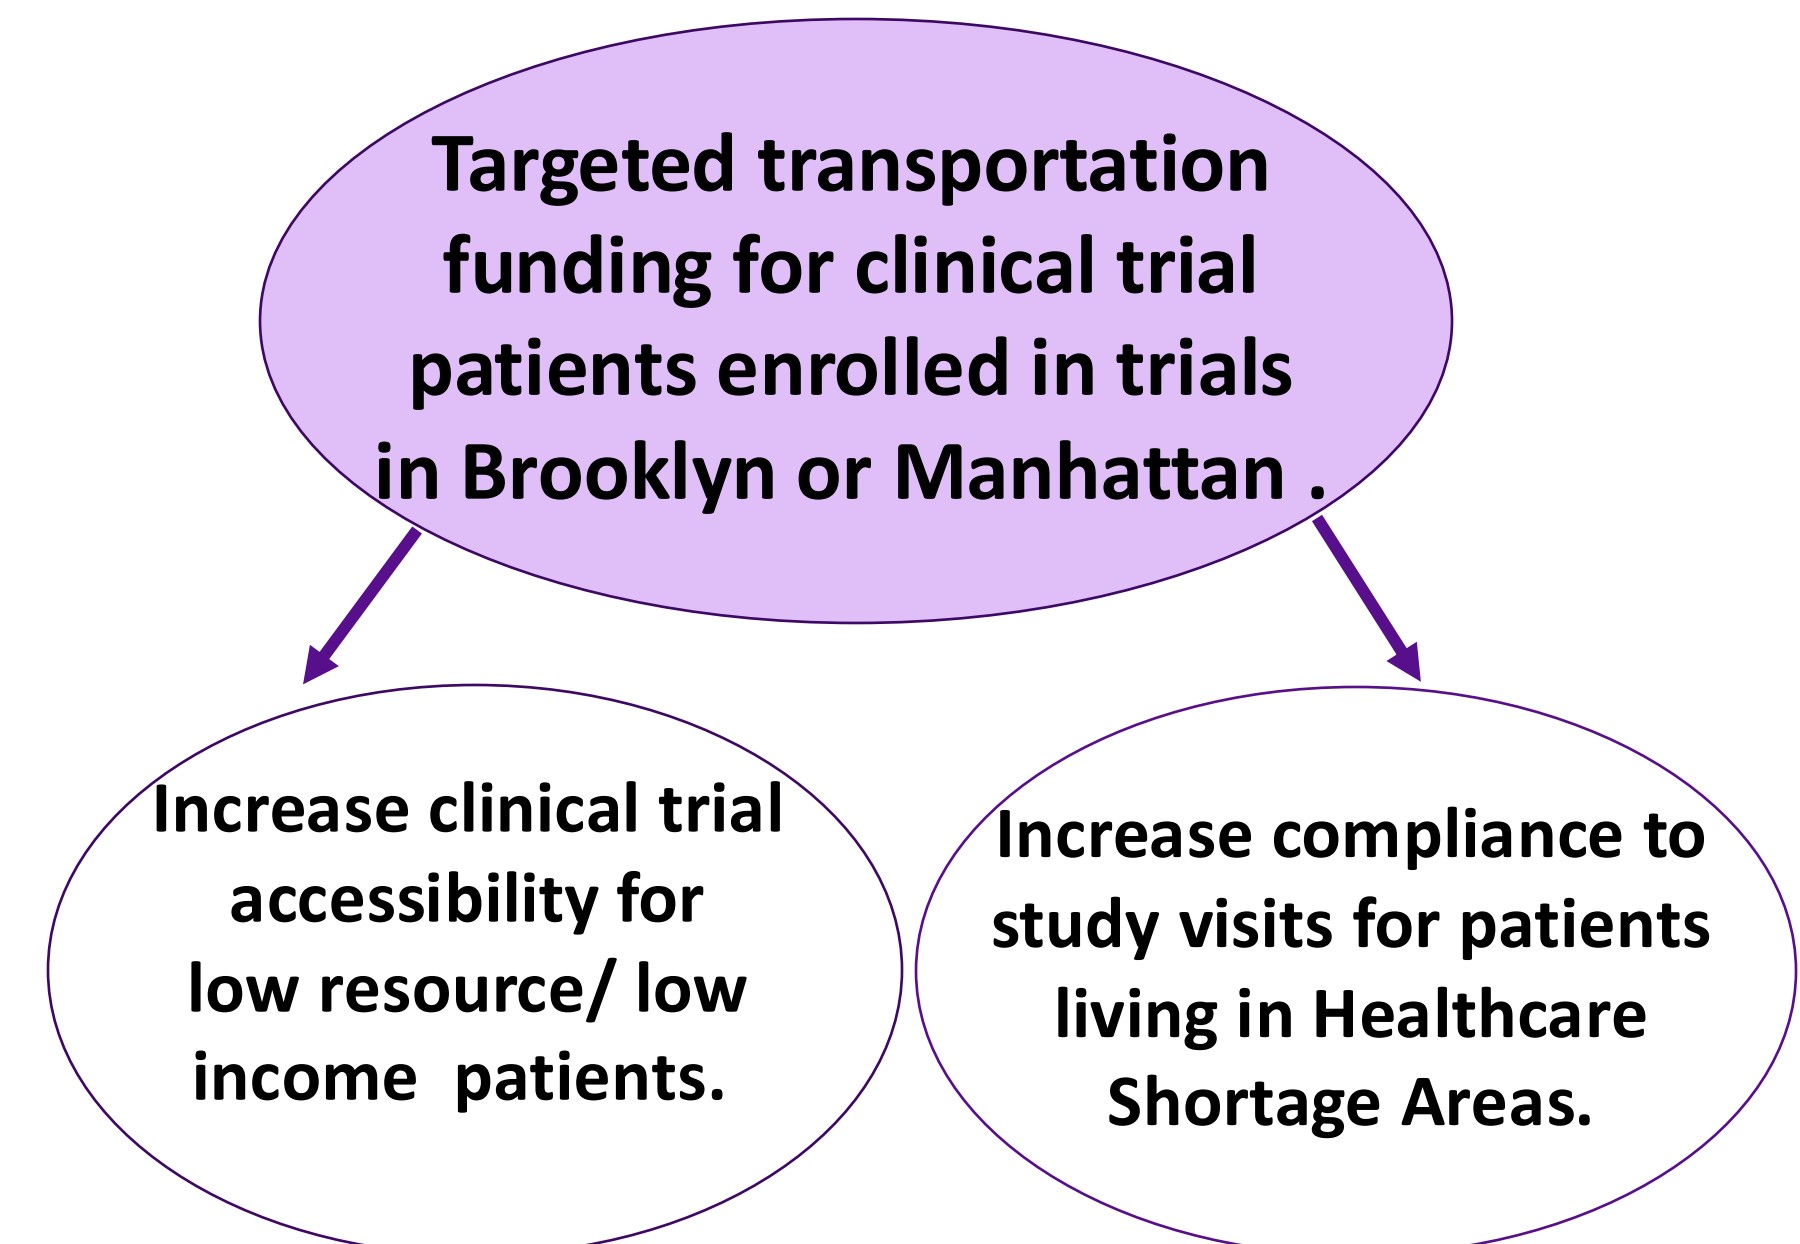 Targeted transportation
funding for clinical trial
patients enrolled in trials
in Brooklyn or Manhattan .
Increase clinical trial
accessibility for
low resource/ low
income  patients.
Increase compliance to
study visits for patients
living in Healthcare
Shortage Areas.